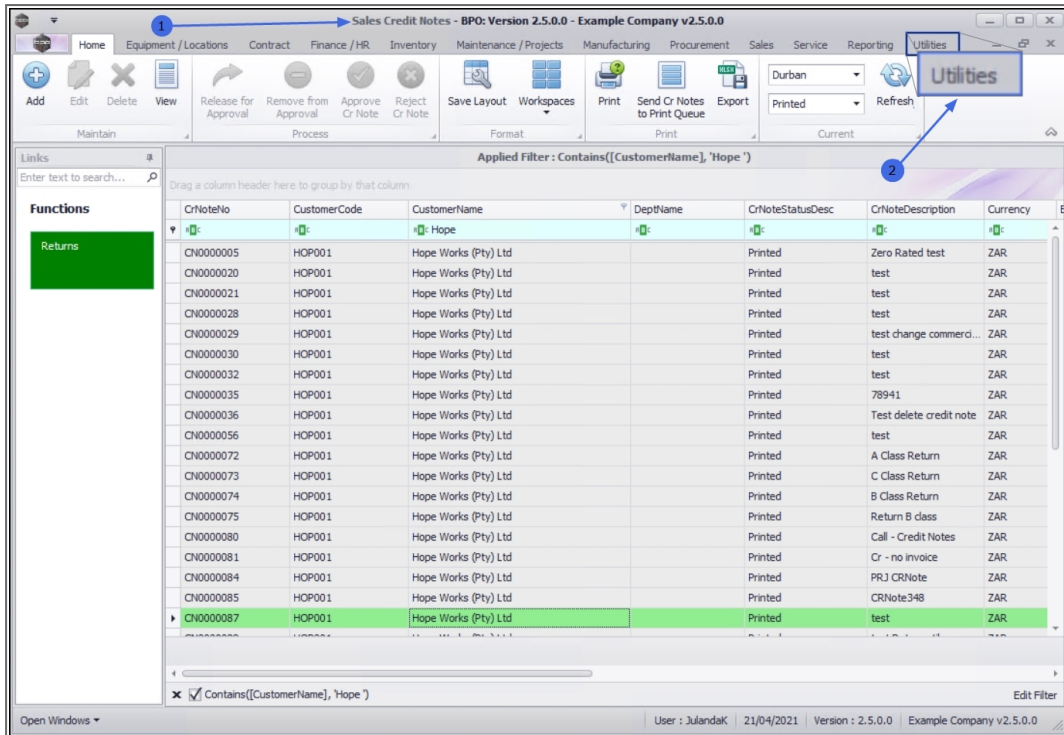 1
Sales Credit Notes - BPO: Version 2.5.0.0 - Example Company v2.5.0.0
Home Equipment / Locations Contract Finance / HR Inventory Maintenance / Projects Manufacturing Procurement Sales Service Reporting Utilities
Add Edit Delete View Release for Approval Remove from Approval Approve Cr Note Reject Cr Note Save Layout Workspaces Print Send Cr Notes to Print Queue Export Durban Printed Refresh
Utilities
Maintain Process Format Print Current
2
Links
Enter text to search...
Functions
Returns
Applied Filter : Contains([CustomerName], 'Hope ')
Drag a column header here to group by that column
CrNoteNo CustomerCode CustomerName DeptName CrNoteStatusDesc CrNoteDescription Currency
Hope
CN0000005 HOP001 Hope Works (Pty) Ltd Printed Zero Rated test ZAR
CN0000020 HOP001 Hope Works (Pty) Ltd Printed test ZAR
CN0000021 HOP001 Hope Works (Pty) Ltd Printed test ZAR
CN0000028 HOP001 Hope Works (Pty) Ltd Printed test ZAR
CN0000029 HOP001 Hope Works (Pty) Ltd Printed test change commerci... ZAR
CN0000030 HOP001 Hope Works (Pty) Ltd Printed test ZAR
CN0000032 HOP001 Hope Works (Pty) Ltd Printed test ZAR
CN0000035 HOP001 Hope Works (Pty) Ltd Printed 78941 ZAR
CN0000036 HOP001 Hope Works (Pty) Ltd Printed Test delete credit note ZAR
CN0000056 HOP001 Hope Works (Pty) Ltd Printed test ZAR
CN0000072 HOP001 Hope Works (Pty) Ltd Printed A Class Return ZAR
CN0000073 HOP001 Hope Works (Pty) Ltd Printed C Class Return ZAR
CN0000074 HOP001 Hope Works (Pty) Ltd Printed B Class Return ZAR
CN0000075 HOP001 Hope Works (Pty) Ltd Printed Return B class ZAR
CN0000080 HOP001 Hope Works (Pty) Ltd Printed Call - Credit Notes ZAR
CN0000081 HOP001 Hope Works (Pty) Ltd Printed Cr - no invoice ZAR
CN0000084 HOP001 Hope Works (Pty) Ltd Printed PRJ CRNote ZAR
CN0000085 HOP001 Hope Works (Pty) Ltd Printed CRNote348 ZAR
CN0000087 HOP001 Hope Works (Pty) Ltd Printed test ZAR
Contains([CustomerName], 'Hope ') Edit Filter
Open Windows User : JulandaK 21/04/2021 Version : 2.5.0.0 Example Company v2.5.0.0